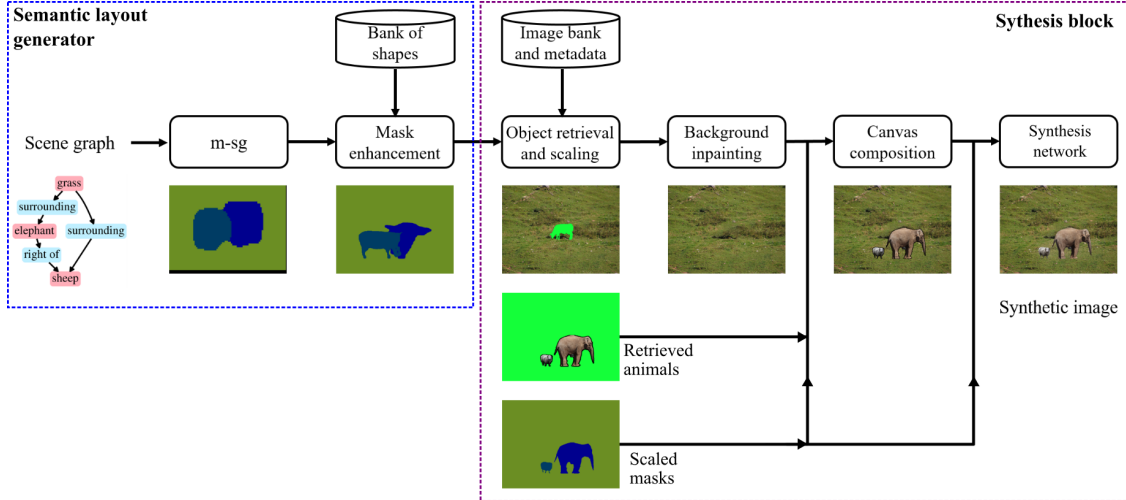 Semantic layout
generator
Bank of
shapes
Image bank
and metadata
Sythesis block
Scene graph
m-sg
Mask
enhancement
Object retrieval
and scaling
Background
inpainting
Canvas
composition
Synthesis
network
grass
surrounding
elephant
surrounding
right of
sheep
Synthetic image
Retrieved
animals
Scaled
masks